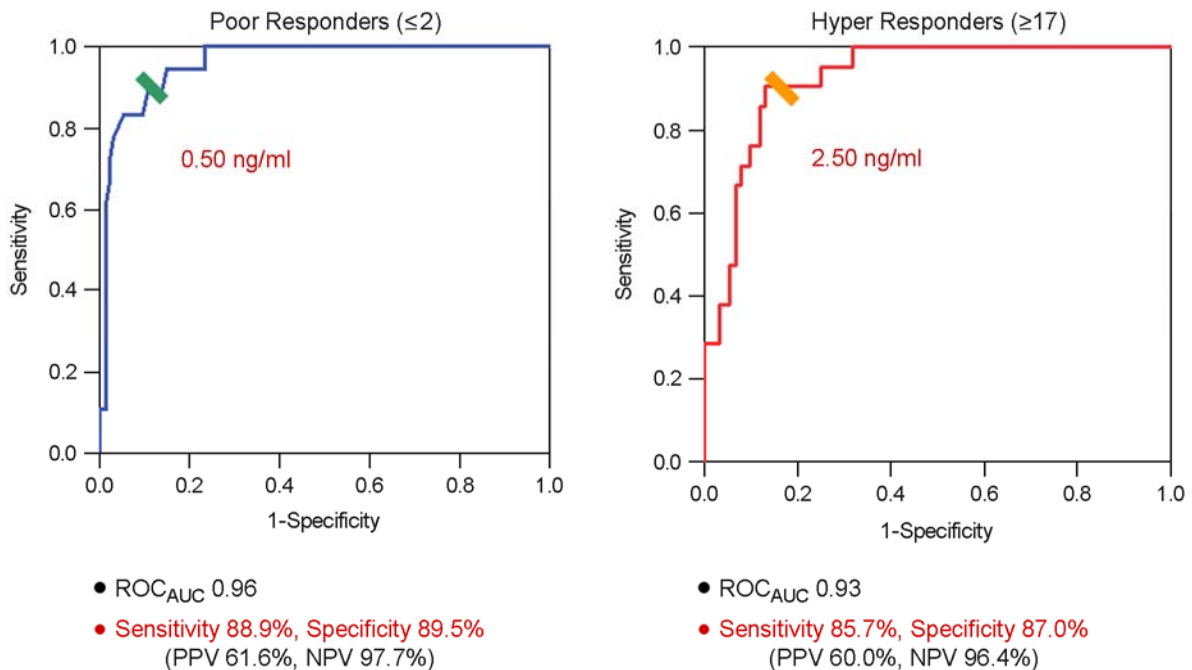 Poor Responders (≤2)
1.0
0.8
0.6
0.4
0.2
0.0
Sensitivity
0.50 ng/ml
0.0 0.2 0.4 0.6 0.8 1.0
1-Specificity
● ROC_AUC 0.96
● Sensitivity 88.9%, Specificity 89.5%
(PPV 61.6%, NPV 97.7%)
Hyper Responders (≥17)
1.0
0.8
0.6
0.4
0.2
0.0
Sensitivity
2.50 ng/ml
0.0 0.2 0.4 0.6 0.8 1.0
1-Specificity
● ROC_AUC 0.93
● Sensitivity 85.7%, Specificity 87.0%
(PPV 60.0%, NPV 96.4%)